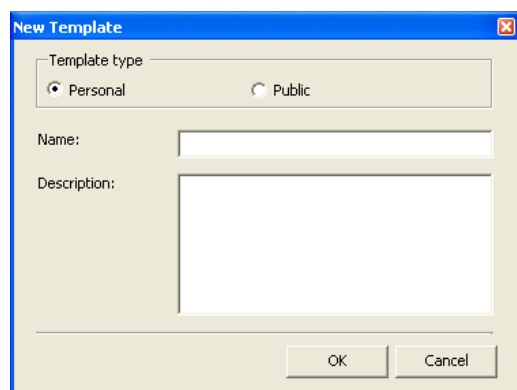 New Template
Template type
Personal Public
Name:
Description:
OK Cancel